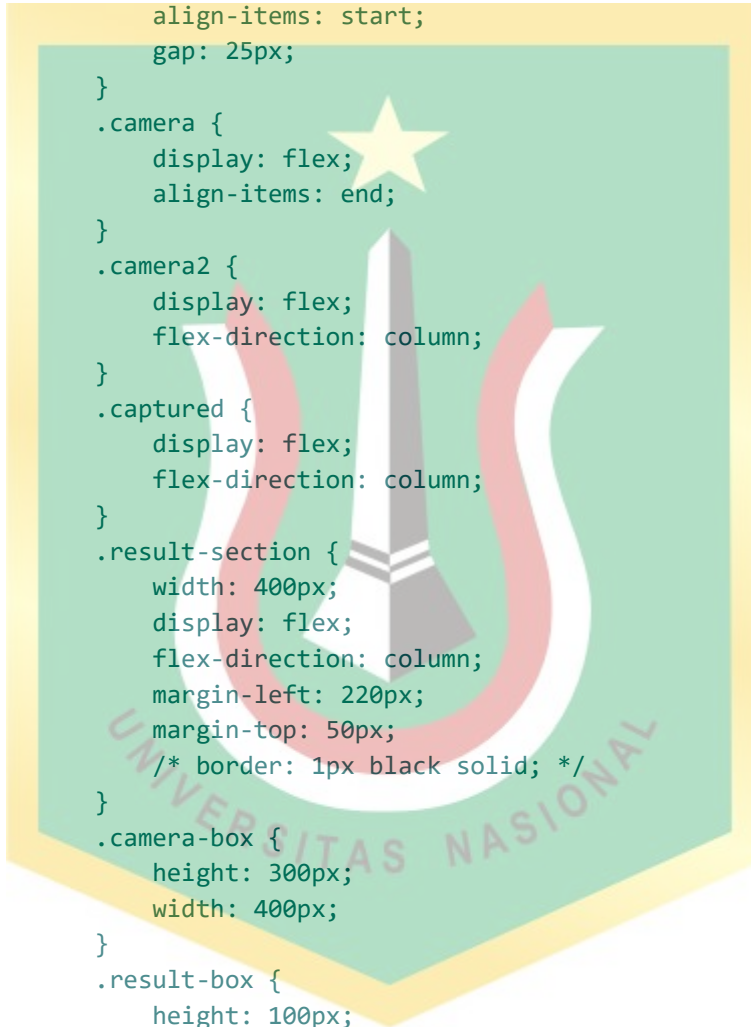 align-items: start;
gap: 25px;
}
.camera {
display: flex;
align-items: end;
}
.camera2 {
display: flex;
flex-direction: column;
}
.captured {
display: flex;
flex-direction: column;
}
.result-section {
width: 400px;
display: flex;
flex-direction: column;
margin-left: 220px;
margin-top: 50px;
/* border: 1px black solid; */
}
.camera-box {
height: 300px;
width: 400px;
}
.result-box {
height: 100px;
UNIVERSITAS NASIONAL